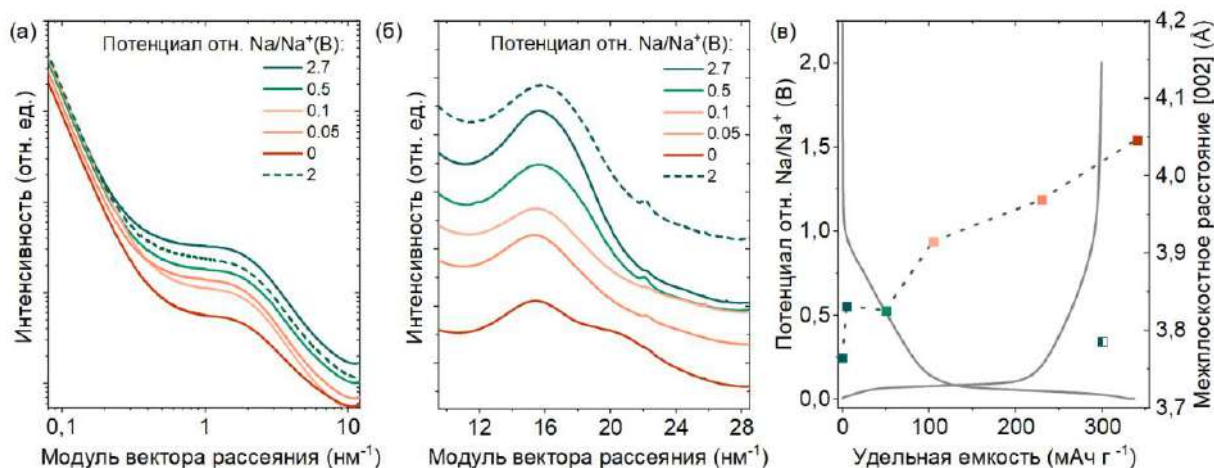 (а)
Потенциал отн. Na/Na⁺(В):
2.7
0.5
0.1
0.05
0
2
Интенсивность (отн. ед.)
0,1
1
10
Модуль вектора рассеяния (нм⁻¹)
(б)
Потенциал отн. Na/Na⁺(В):
2.7
0.5
0.1
0.05
0
2
Интенсивность (отн. ед.)
12
16
20
24
28
Модуль вектора рассеяния (нм⁻¹)
(в)
Потенциал отн. Na/Na⁺ (В)
2,0
1,5
1,0
0,5
0,0
0
100
200
300
Удельная емкость (мАч г⁻¹)
4,2
4,1
4,0
3,9
3,8
3,7
Межплоскостное расстояние [002] (Å)